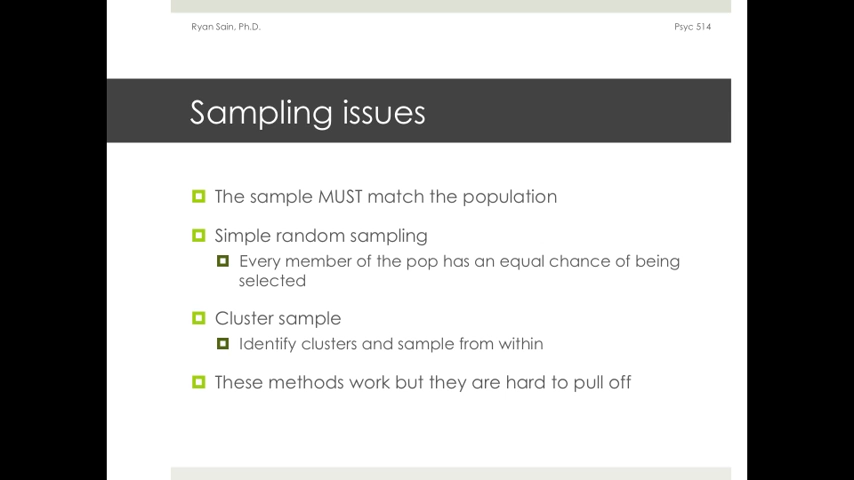 Ryan Sain, Ph.D.
Psyc 514
Sampling issues
The sample MUST match the population
Simple random sampling
Every member of the pop has an equal chance of being
selected
Cluster sample
Identify clusters and sample from within
These methods work but they are hard to pull off